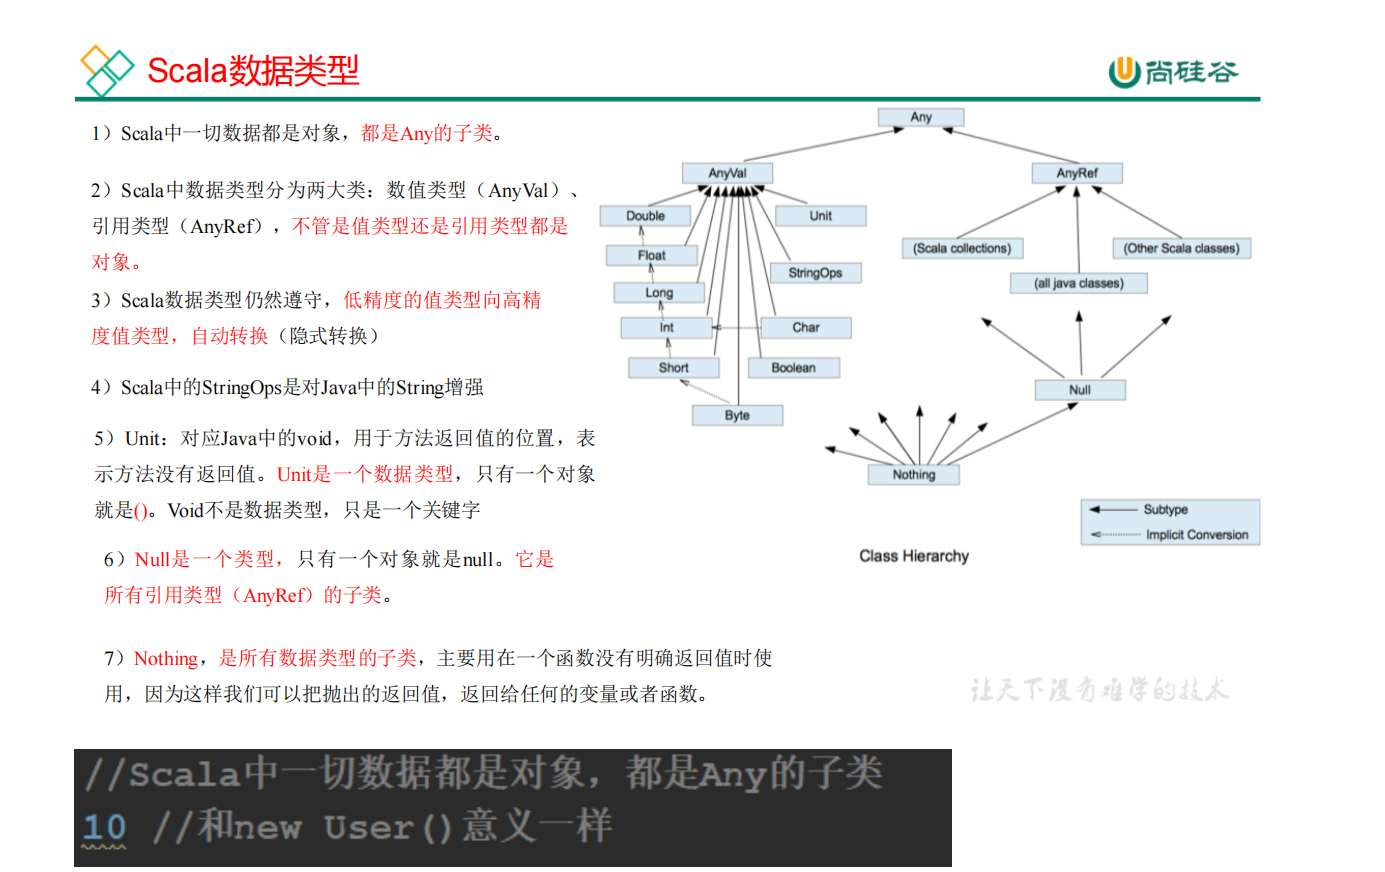 Scala数据类型
尚硅谷
1）Scala中一切数据都是对象，都是Any的子类。
2）Scala中数据类型分为两大类：数值类型（AnyVal）、
引用类型（AnyRef），不管是值类型还是引用类型都是
对象。
3）Scala数据类型仍然遵守，低精度的值类型向高精
度值类型，自动转换（隐式转换）
4）Scala中的StringOps是对Java中的String增强
5）Unit：对应Java中的void，用于方法返回值的位置，表
示方法没有返回值。Unit是一个数据类型，只有一个对象
就是()。Void不是数据类型，只是一个关键字
6）Null是一个类型，只有一个对象就是null。它是
所有引用类型（AnyRef）的子类。
7）Nothing，是所有数据类型的子类，主要用在一个函数没有明确返回值时使
用，因为这样我们可以把抛出的返回值，返回给任何的变量或者函数。
Any
AnyVal
AnyRef
Double
Unit
Float
StringOps
Long
Int
Char
Short
Boolean
Byte
(Scala collections)
(Other Scala classes)
(all java classes)
Null
Nothing
Subtype
Implicit Conversion
Class Hierarchy
让天下没有难学的技术
//Scala中一切数据都是对象，都是Any的子类
10 //和new User()意义一样